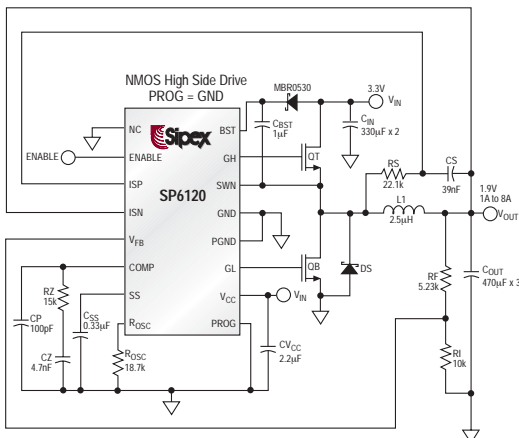 NMOS High Side Drive
PROG = GND
MBR0530
3.3V
VIN
CIN
330µF x 2
CBST
1µF
NC
ENABLE
ENABLE
ISP
ISN
VFB
COMP
SS
ROSC
Sipex
SP6120
BST
GH
SWN
GND
PGND
GL
VCC
PROG
QT
QB
DS
RS
22.1k
CS
39nF
L1
2.5µH
1.9V
1A to 8A
VOUT
RF
5.23k
COUT
470µF x 3
RI
10k
VIN
CVCC
2.2µF
CP
100pF
RZ
15k
CZ
4.7nF
CSS
0.33µF
ROSC
18.7k